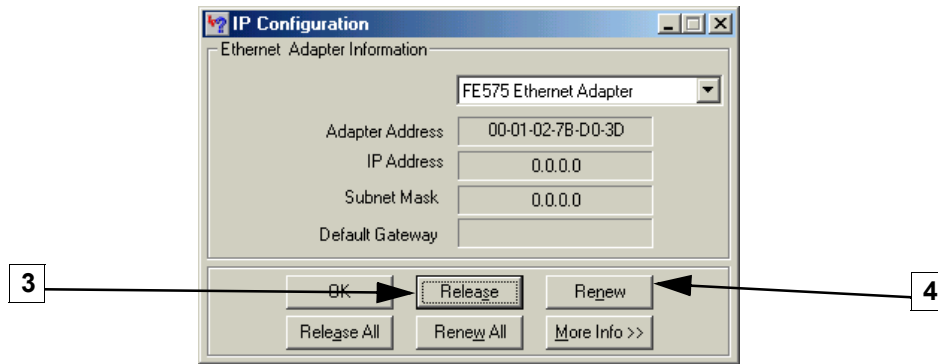 IP Configuration
Ethernet Adapter Information
FE575 Ethernet Adapter
Adapter Address 00-01-02-7B-D0-3D
IP Address 0.0.0.0
Subnet Mask 0.0.0.0
Default Gateway
3 OK Release Renew 4
Release All Renew All More Info >>